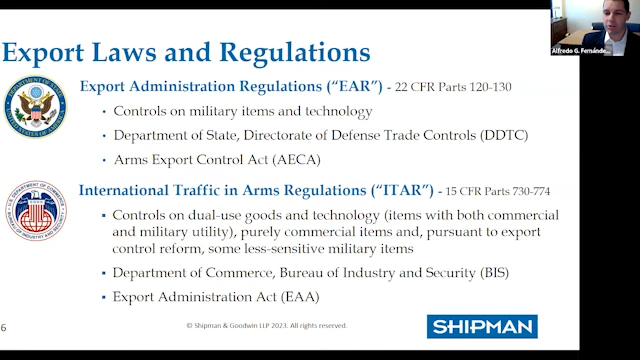 Alfredo G. Fernánde...
Export Laws and Regulations
Export Administration Regulations ("EAR") - 22 CFR Parts 120-130
• Controls on military items and technology
• Department of State, Directorate of Defense Trade Controls (DDTC)
• Arms Export Control Act (AECA)
International Traffic in Arms Regulations ("ITAR") - 15 CFR Parts 730-774
▪ Controls on dual-use goods and technology (items with both commercial
and military utility), purely commercial items and, pursuant to export
control reform, some less-sensitive military items
▪ Department of Commerce, Bureau of Industry and Security (BIS)
▪ Export Administration Act (EAA)
6
© Shipman & Goodwin LLP 2023. All rights reserved.
SHIPMAN